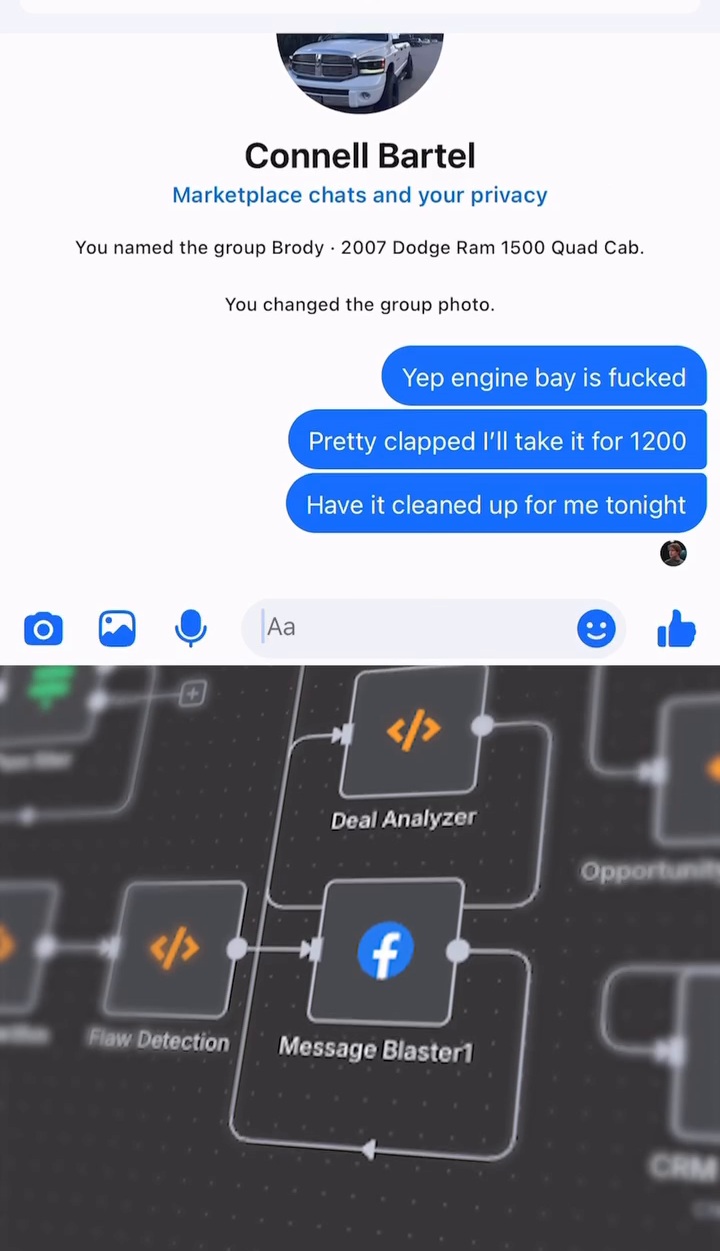 Connell Bartel
Marketplace chats and your privacy
You named the group Brody · 2007 Dodge Ram 1500 Quad Cab.
You changed the group photo.
Yep engine bay is fucked
Pretty clapped I’ll take it for 1200
Have it cleaned up for me tonight
Aa
</>
Deal Analyzer
Opportunity
</>
Flaw Detection
Message Blaster1
CRM